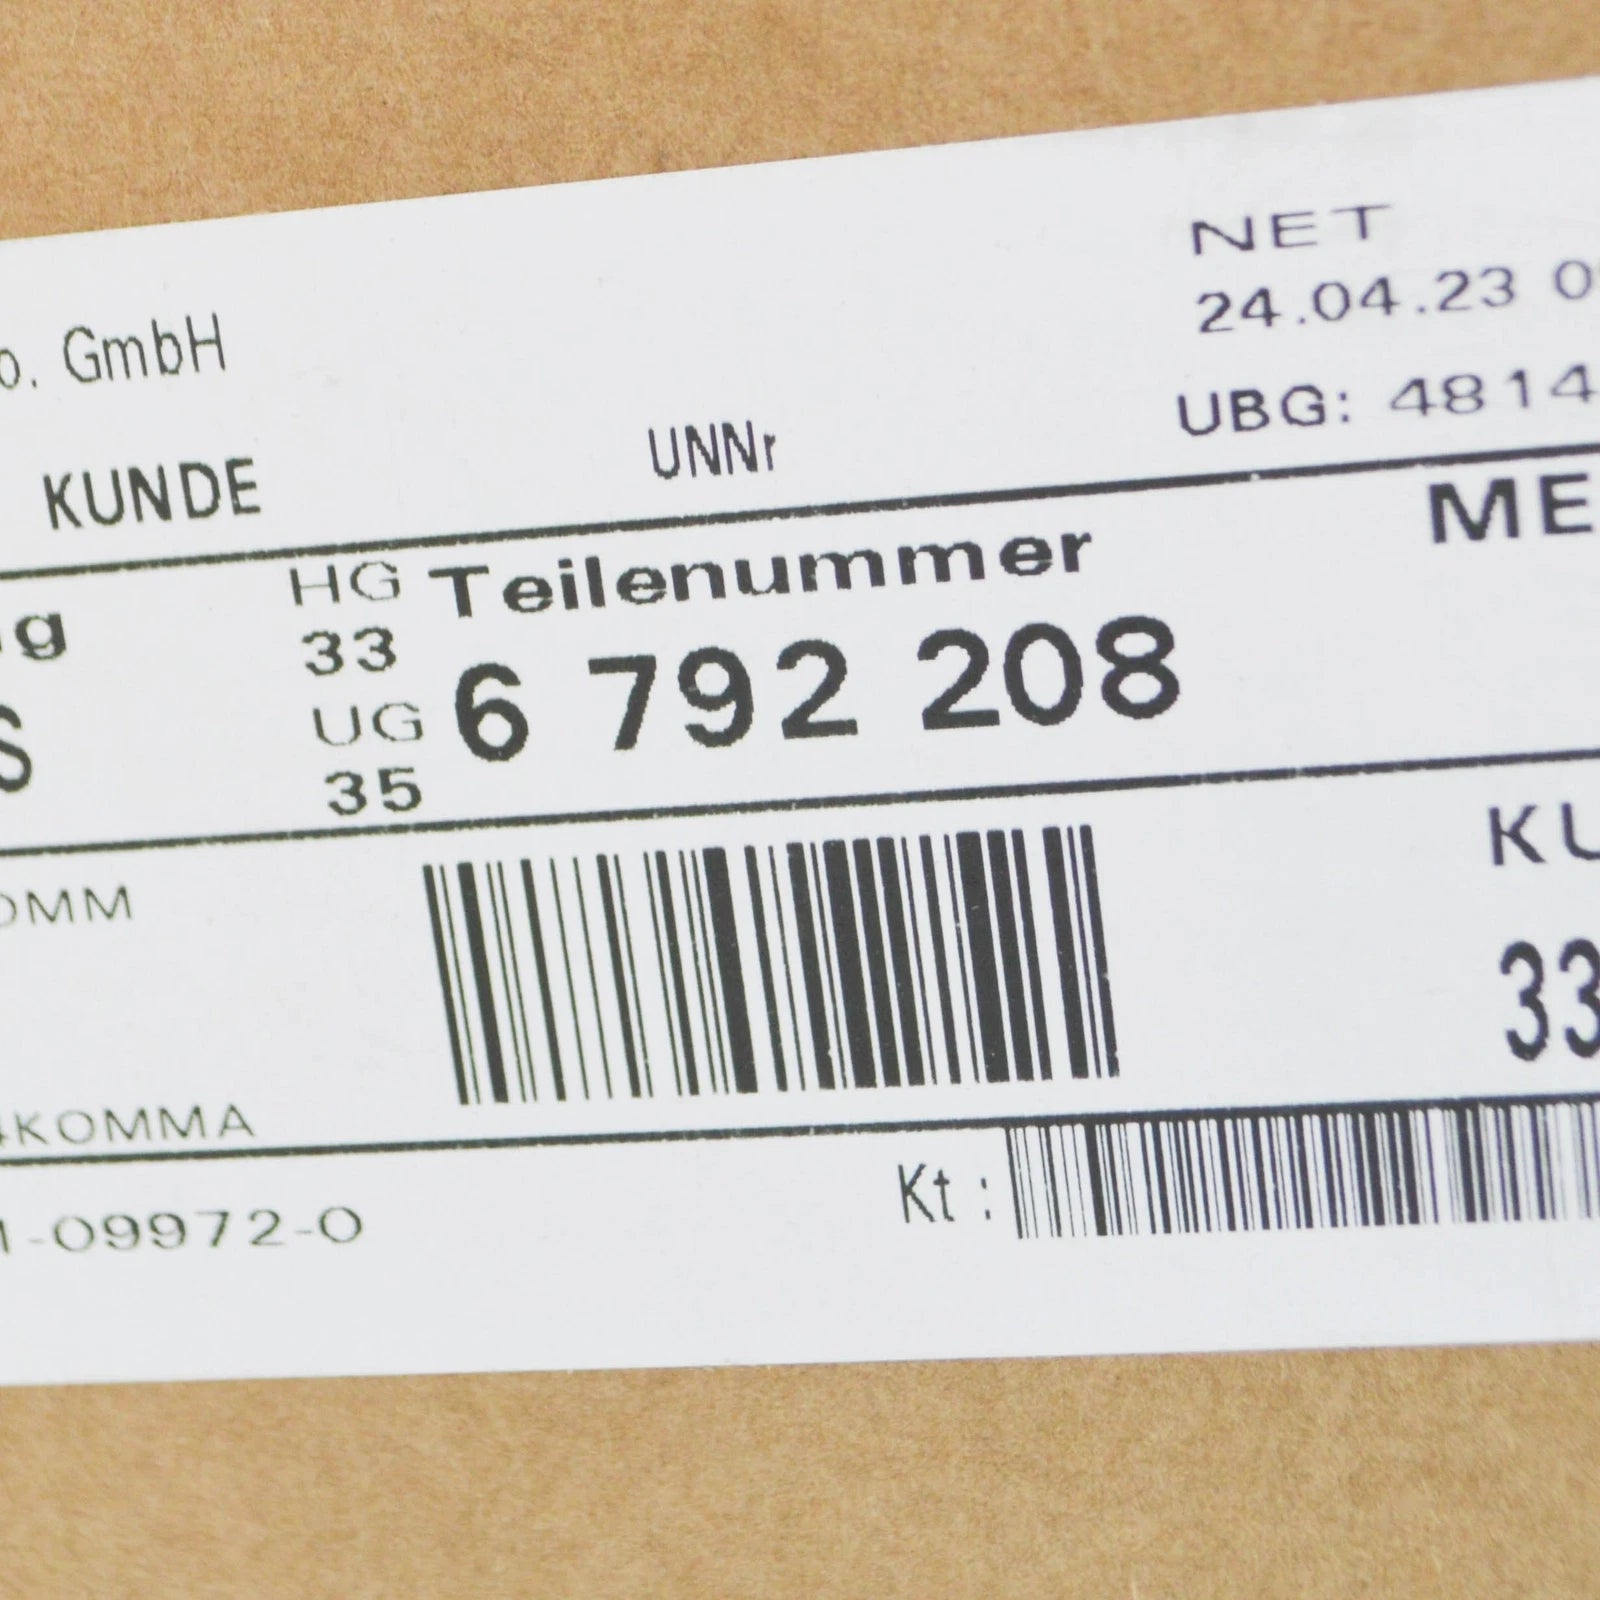 NET
24.04.23 0
o. GmbH
UBG: 4814
KUNDE UNNr
HG Teilenummer ME
g 33
6 792 208
S UG
35
OMM KU
33
KOMMA
1-09972-0 Kt :